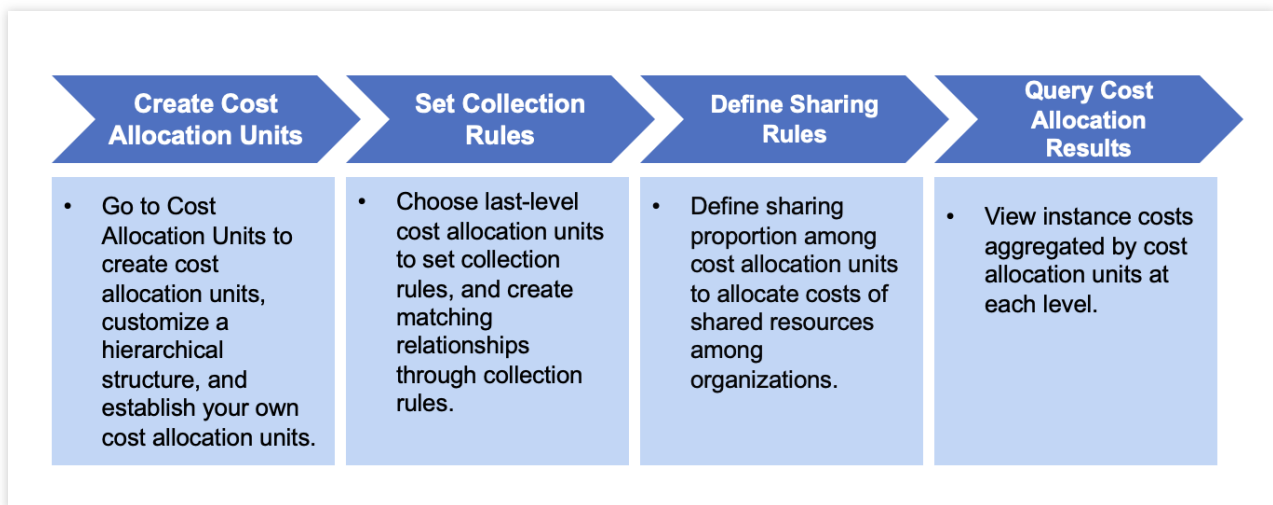 Create Cost
Allocation Units
Set Collection
Rules
Define Sharing
Rules
Query Cost
Allocation
Results
• Go to Cost
Allocation Units to
create cost
allocation units,
customize a
hierarchical
structure, and
establish your own
cost allocation units.
• Choose last-level
cost allocation units
to set collection
rules, and create
matching
relationships
through collection
rules.
• Define sharing
proportion among
cost allocation units
to allocate costs of
shared resources
among
organizations.
• View instance costs
aggregated by cost
allocation units at
each level.